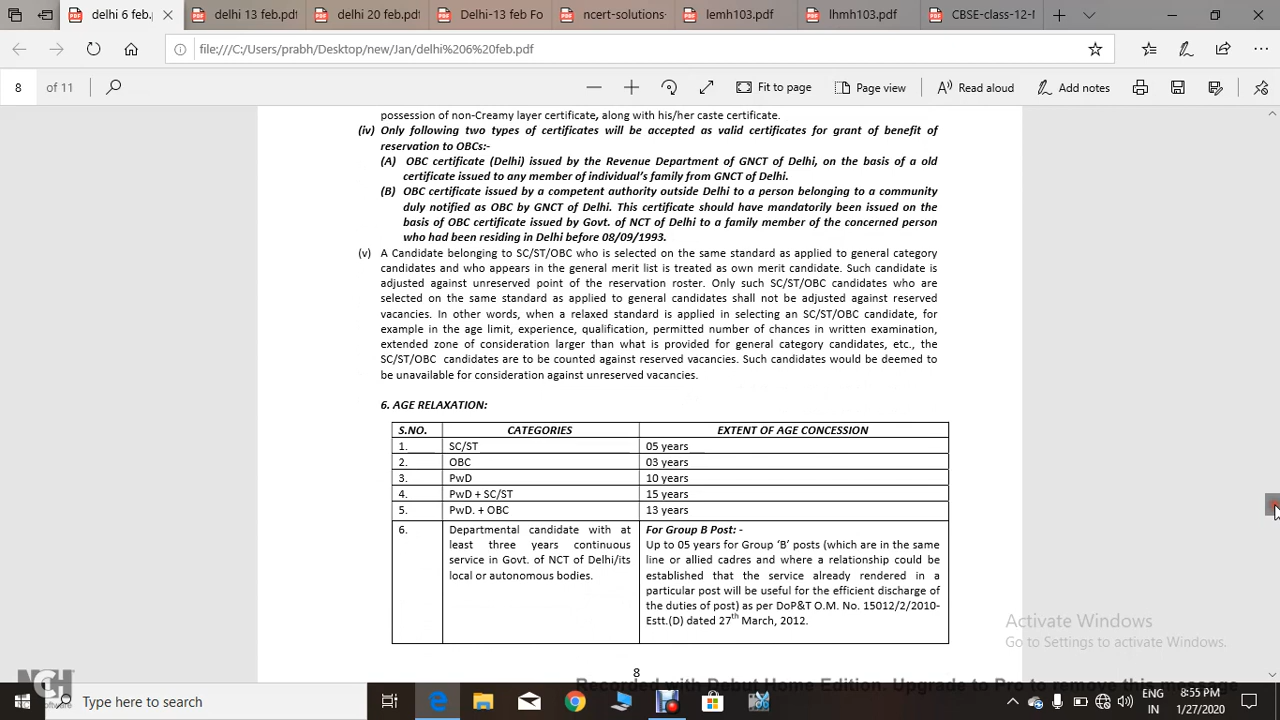 delhi 6 feb.
delhi 13 feb.pdf
delhi 20 feb.pdf
Delhi-13 Feb Fo
ncert-solutions-
lemh103.pdf
lhmh103.pdf
CBSE-class-12-M
file:///C:/Users/prabh/Desktop/new/Jan/delhi%206%20feb.pdf
8 of 11 Fit to page Page view Read aloud Add notes
possession of non-Creamy layer certificate, along with his/her caste certificate.
(iv) Only following two types of certificates will be accepted as valid certificates for grant of benefit of
reservation to OBCs:-
(A) OBC certificate (Delhi) issued by the Revenue Department of GNCT of Delhi, on the basis of a old
certificate issued to any member of individual's family from GNCT of Delhi.
(B) OBC certificate issued by a competent authority outside Delhi to a person belonging to a community
duly notified as OBC by GNCT of Delhi. This certificate should have mandatorily been issued on the
basis of OBC certificate issued by Govt. of NCT of Delhi to a family member of the concerned person
who had been residing in Delhi before 08/09/1993.
(v) A Candidate belonging to SC/ST/OBC who is selected on the same standard as applied to general category
candidates and who appears in the general merit list is treated as own merit candidate. Such candidate is
adjusted against unreserved point of the reservation roster. Only such SC/ST/OBC candidates who are
selected on the same standard as applied to general candidates shall not be adjusted against reserved
vacancies. In other words, when a relaxed standard is applied in selecting an SC/ST/OBC candidate, for
example in the age limit, experience, qualification, permitted number of chances in written examination,
extended zone of consideration larger than what is provided for general category candidates, etc., the
SC/ST/OBC candidates are to be counted against reserved vacancies. Such candidates would be deemed to
be unavailable for consideration against unreserved vacancies.
6. AGE RELAXATION:
S.NO. CATEGORIES EXTENT OF AGE CONCESSION
1. SC/ST 05 years
2. OBC 03 years
3. PwD 10 years
4. PwD + SC/ST 15 years
5. PwD. + OBC 13 years
6. Departmental candidate with at
least three years continuous
service in Govt. of NCT of Delhi/its
local or autonomous bodies.
For Group B Post: -
Up to 05 years for Group 'B' posts (which are in the same
line or allied cadres and where a relationship could be
established that the service already rendered in a
particular post will be useful for the efficient discharge of
the duties of post) as per DoP&T O.M. No. 15012/2/2010-
Estt.(D) dated 27th March, 2012.
8
Activate Windows
Go to Settings to activate Windows.
NCH
Software
Recorded with Debut Home Edition. Upgrade to Pro to remove this message
Type here to search
ENG
IN
8:55 PM
1/27/2020